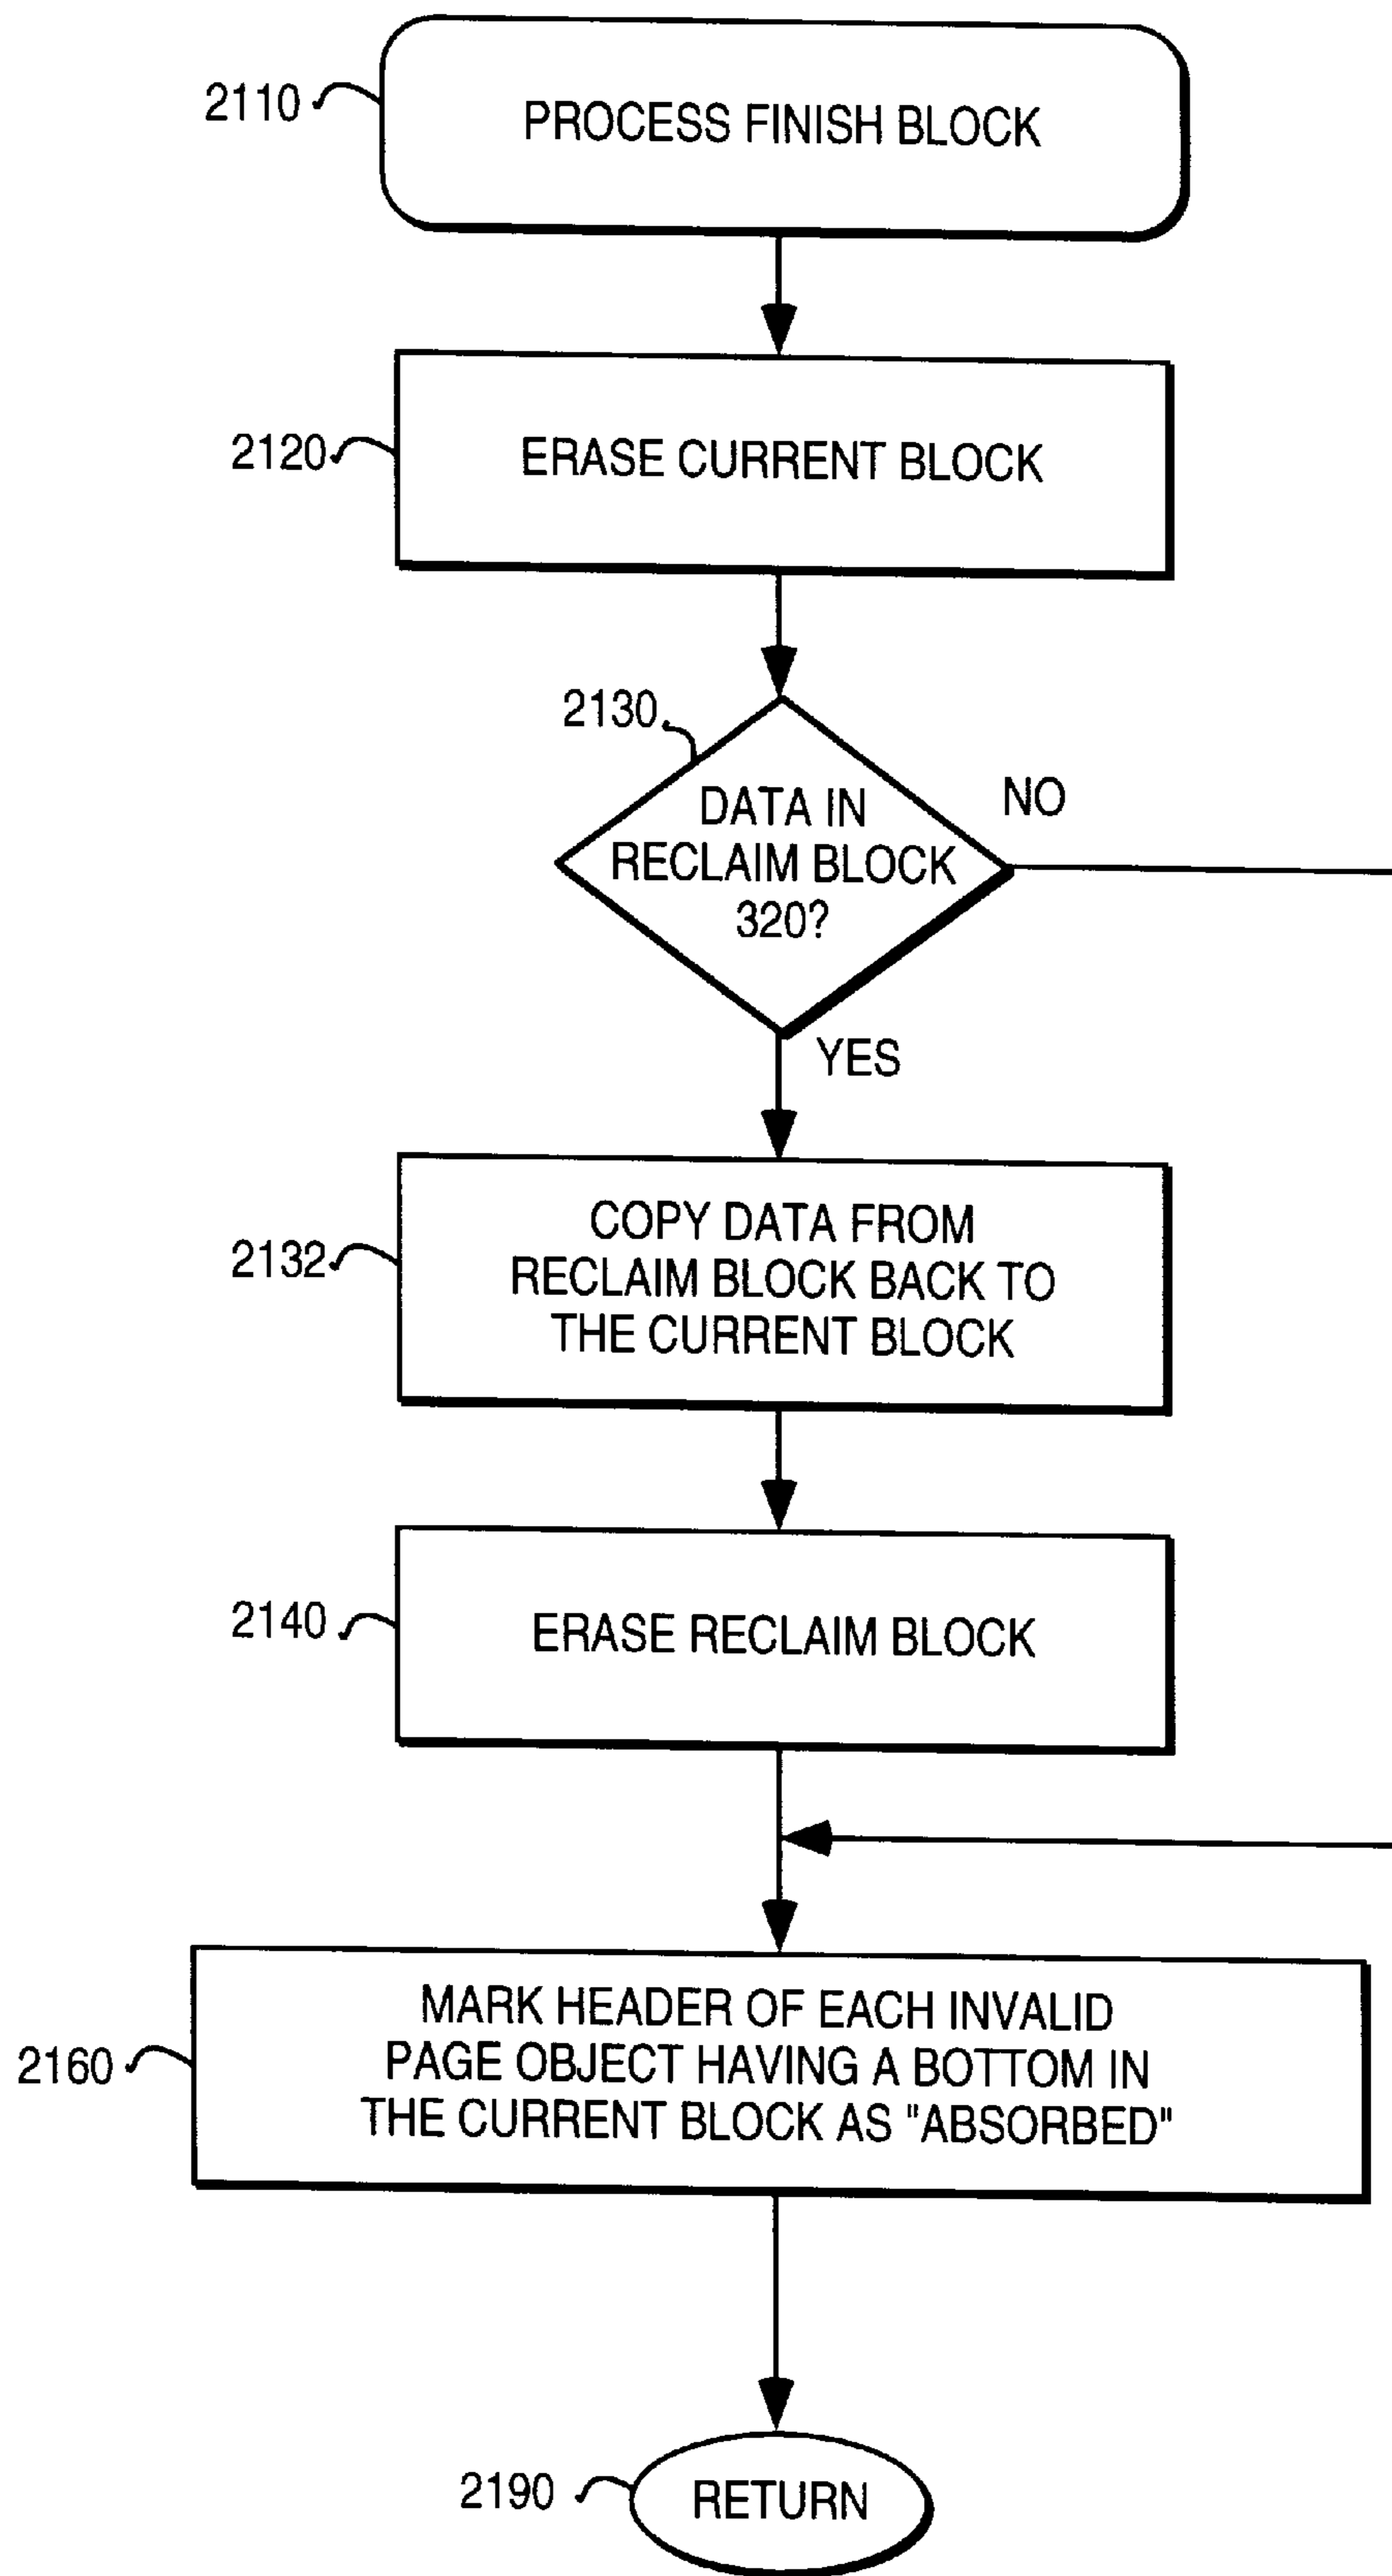 2110
PROCESS FINISH BLOCK
2120
ERASE CURRENT BLOCK
2130
DATA IN
RECLAIM BLOCK
320?
NO
YES
2132
COPY DATA FROM
RECLAIM BLOCK BACK TO
THE CURRENT BLOCK
2140
ERASE RECLAIM BLOCK
2160
MARK HEADER OF EACH INVALID
PAGE OBJECT HAVING A BOTTOM IN
THE CURRENT BLOCK AS "ABSORBED"
2190
RETURN